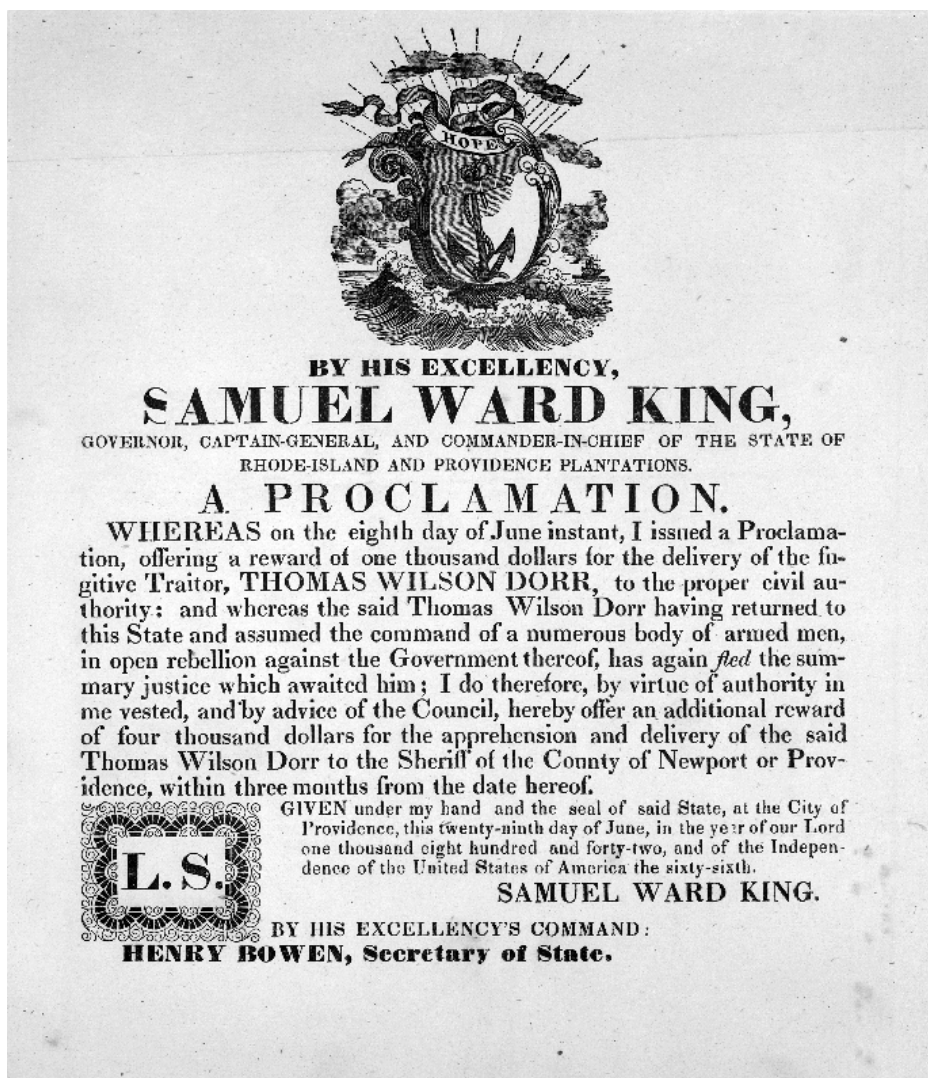 HOPE
BY HIS EXCELLENCY,
SAMUEL WARD KING,
GOVERNOR, CAPTAIN-GENERAL, AND COMMANDER-IN-CHIEF OF THE STATE OF
RHODE-ISLAND AND PROVIDENCE PLANTATIONS.
A PROCLAMATION.
WHEREAS on the eighth day of June instant, I issued a Proclama-
tion, offering a reward of one thousand dollars for the delivery of the fu-
gitive Traitor, THOMAS WILSON DORR, to the proper civil au-
thority: and whereas the said Thomas Wilson Dorr having returned to
this State and assumed the command of a numerous body of armed men,
in open rebellion against the Government thereof, has again fled the sum-
mary justice which awaited him; I do therefore, by virtue of authority in
me vested, and by advice of the Council, hereby offer an additional reward
of four thousand dollars for the apprehension and delivery of the said
Thomas Wilson Dorr to the Sheriff of the County of Newport or Prov-
idence, within three months from the date hereof.
GIVEN under my hand and the seal of said State, at the City of
Providence, this twenty-ninth day of June, in the year of our Lord
one thousand eight hundred and forty-two, and of the Indepen-
dence of the United States of America the sixty-sixth.
L. S.
SAMUEL WARD KING.
BY HIS EXCELLENCY'S COMMAND:
HENRY BOWEN, Secretary of State.